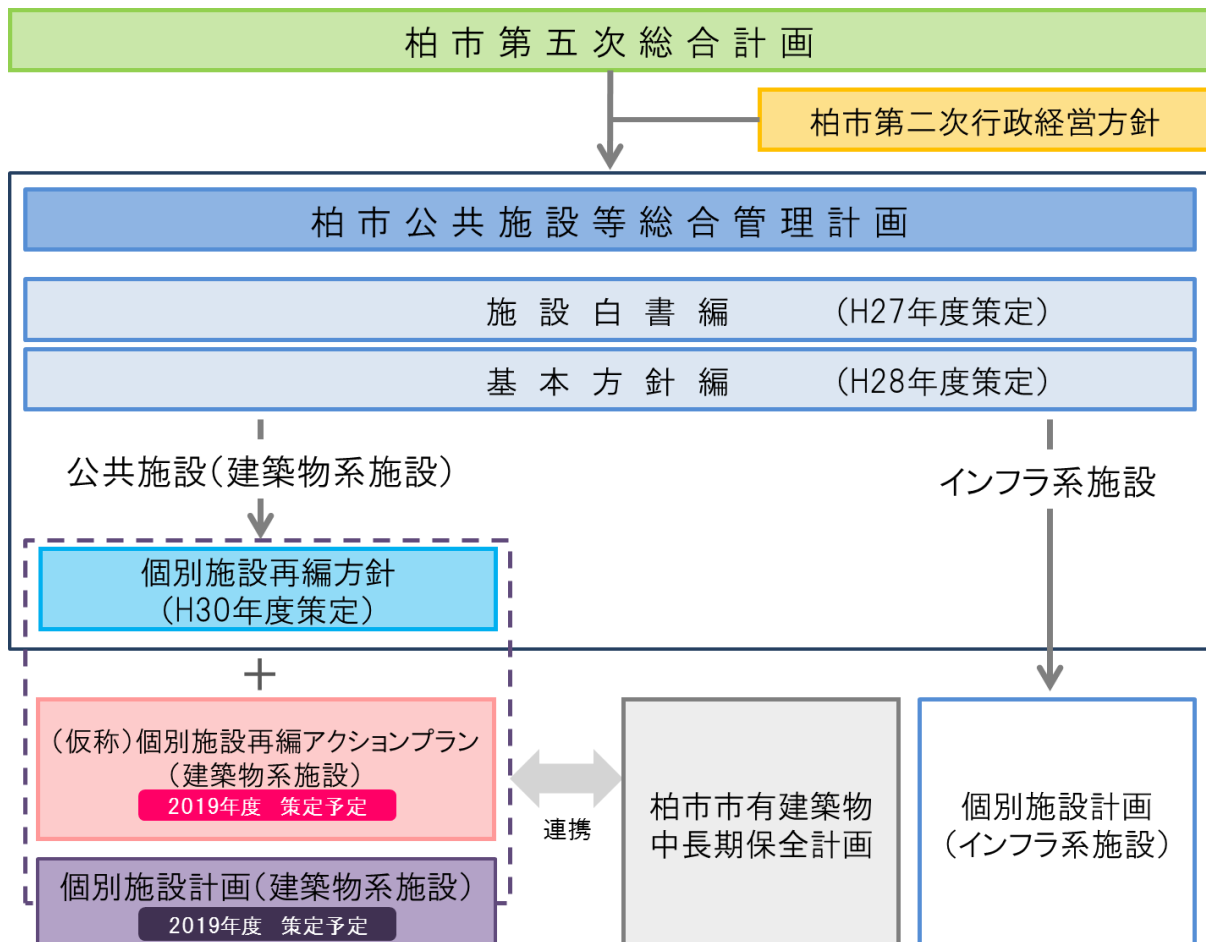 柏市第五次総合計画
柏市第二次行政経営方針
柏市公共施設等総合管理計画
施設白書編 (H27年度策定)
基本方針編 (H28年度策定)
公共施設(建築物系施設)
インフラ系施設
個別施設再編方針
(H30年度策定)
+
(仮称)個別施設再編アクションプラン
(建築物系施設)
2019年度 策定予定
連携
柏市市有建築物
中長期保全計画
個別施設計画
(インフラ系施設)
個別施設計画(建築物系施設)
2019年度 策定予定